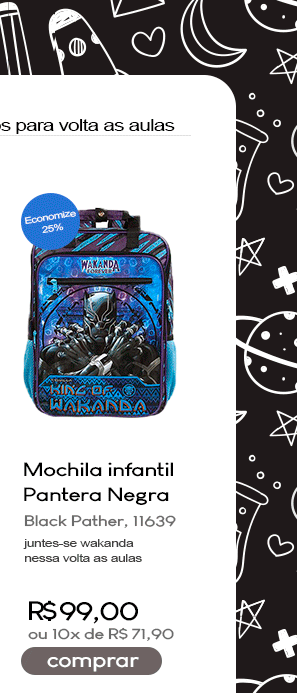 s para volta as aulas
Economize
25%
WAKANDA
FOREVER
KING OF
WAKANDA
Mochila infantil
Pantera Negra
Black Pather, 11639
juntes-se wakanda
nessa volta as aulas
R$99,00
ou 10x de R$ 71,90
comprar